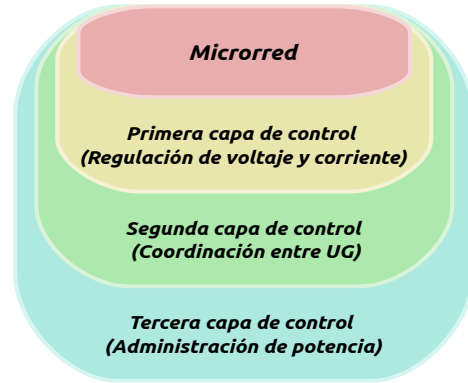 Microrred
Primera capa de control
(Regulación de voltaje y corriente)
Segunda capa de control
(Coordinación entre UG)
Tercera capa de control
(Administración de potencia)